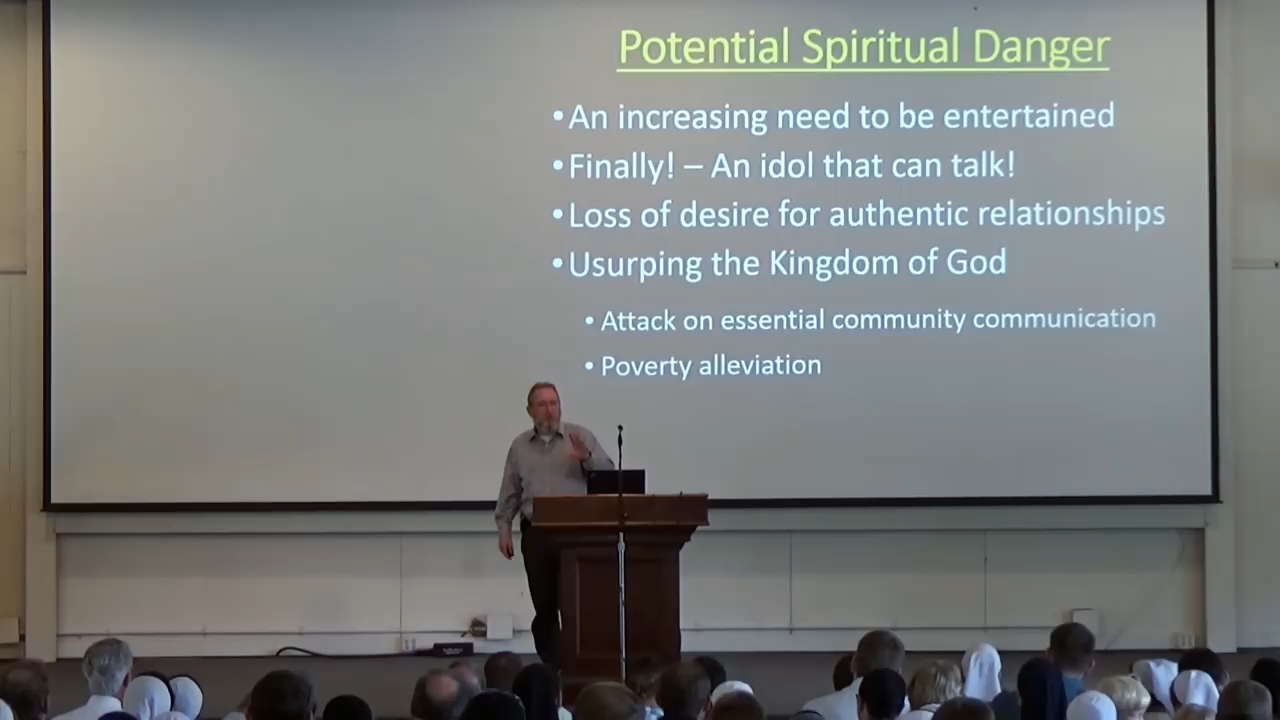 Potential Spiritual Danger
•An increasing need to be entertained
•Finally! – An idol that can talk!
•Loss of desire for authentic relationships
•Usurping the Kingdom of God
•Attack on essential community communication
•Poverty alleviation